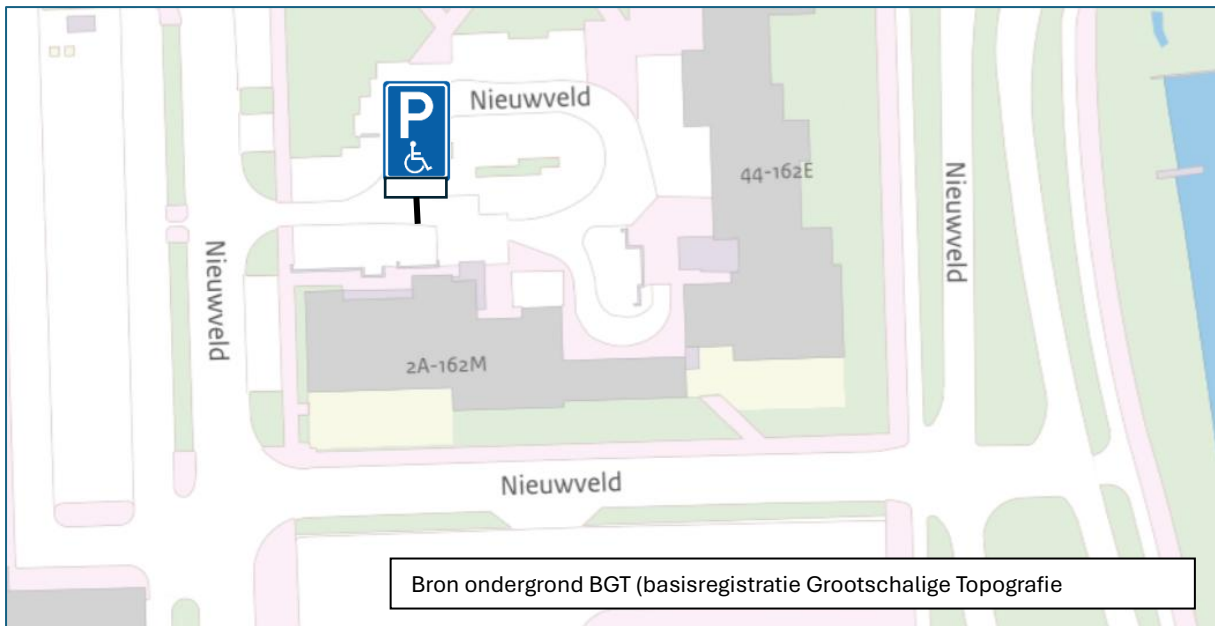 Nieuwveld
P
44-162E
Nieuwveld
Nieuwveld
2A-162M
Nieuwveld
Bron ondergrond BGT (basisregistratie Grootschalige Topografie